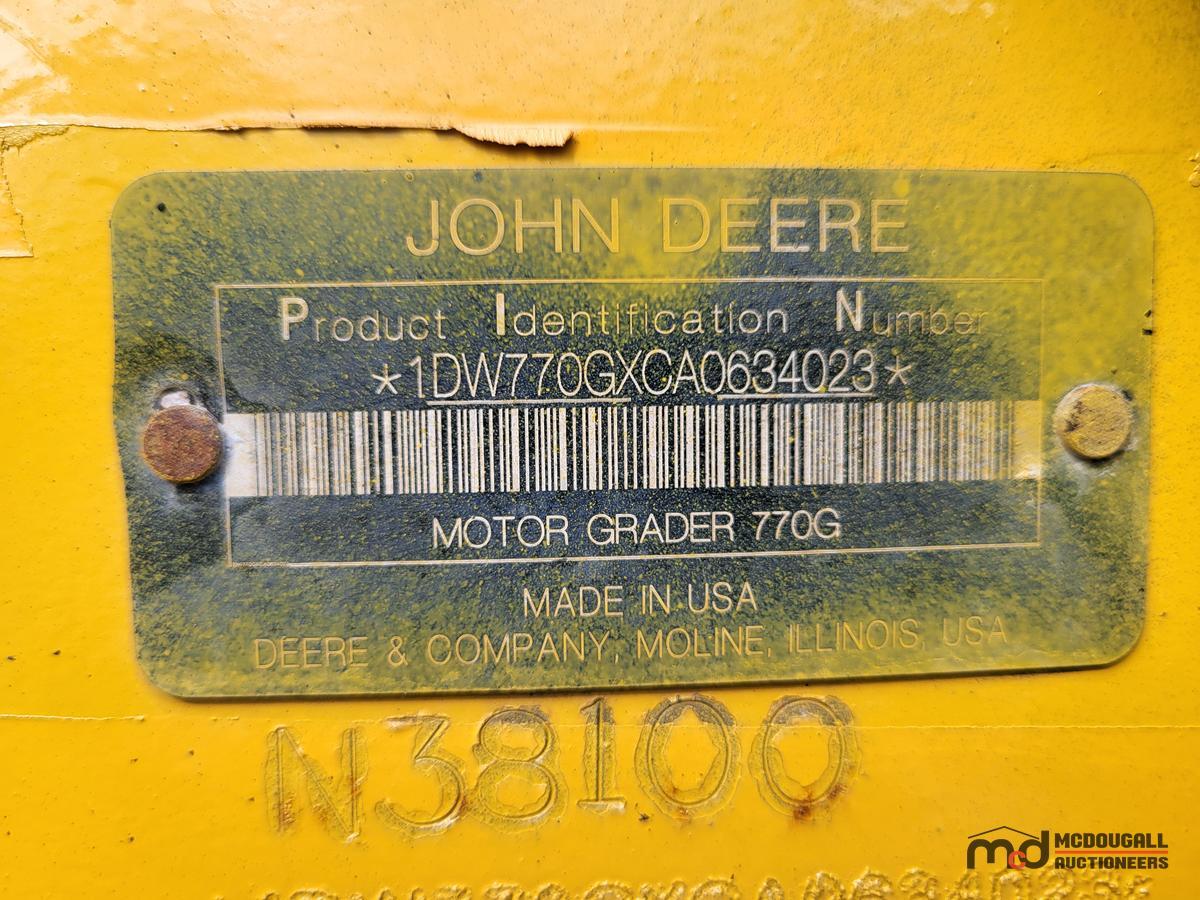 JOHN DEERE
Product Identification Number
*1DW770GXCA0634023*
MOTOR GRADER 770G
MADE IN USA
DEERE & COMPANY, MOLINE, ILLINOIS, USA
N38100
mcd MCDOUGALL
AUCTIONEERS